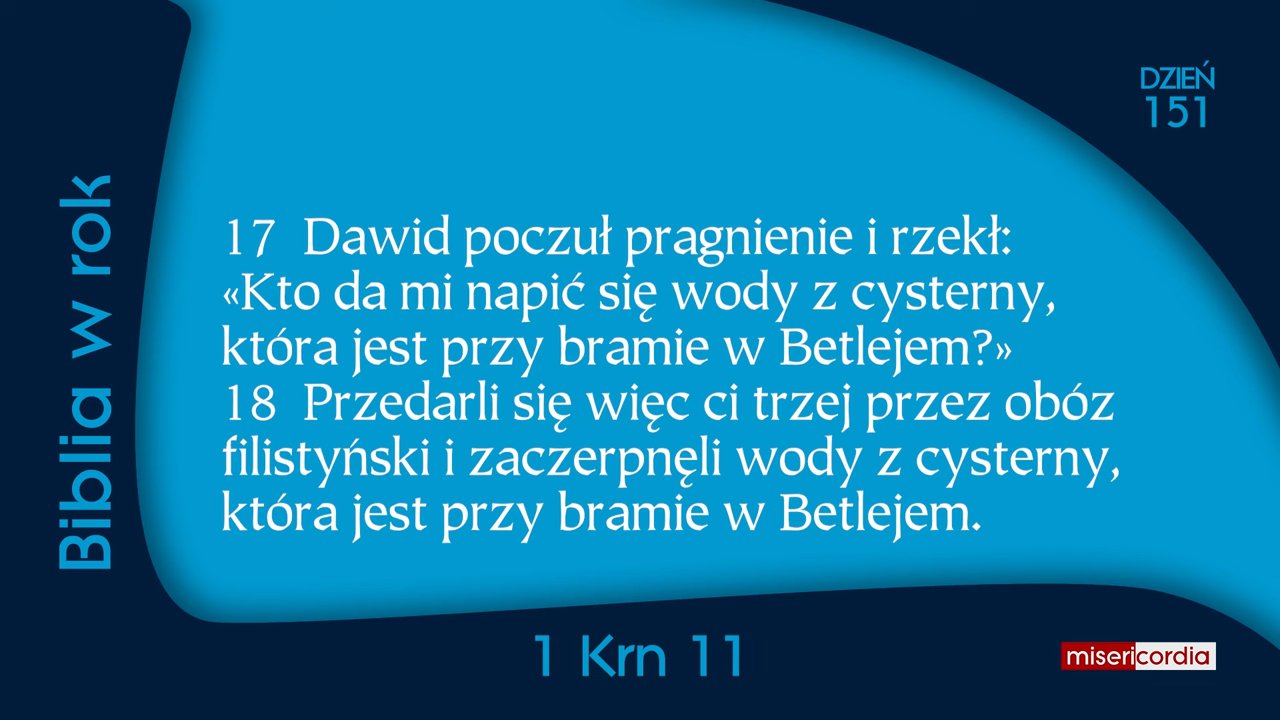 DZIEŃ
151
Biblia w rok
17 Dawid poczuł pragnienie i rzekł:
«Kto da mi napić się wody z cysterny,
która jest przy bramie w Betlejem?»
18 Przedarli się więc ci trzej przez obóz
filistyński i zaczerpnęli wody z cysterny,
która jest przy bramie w Betlejem.
1 Krn 11
misericordia